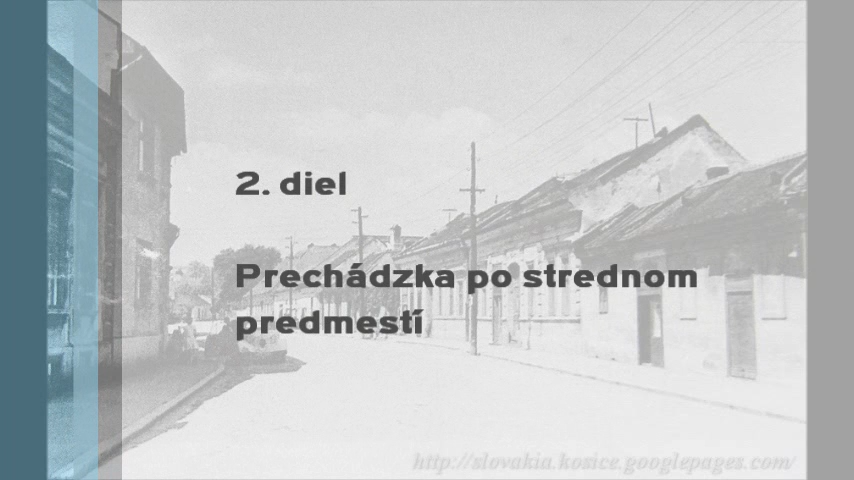 2. diel
Prechádzka po strednom
predmestí
http://slovakia.kosice.googlepages.com/